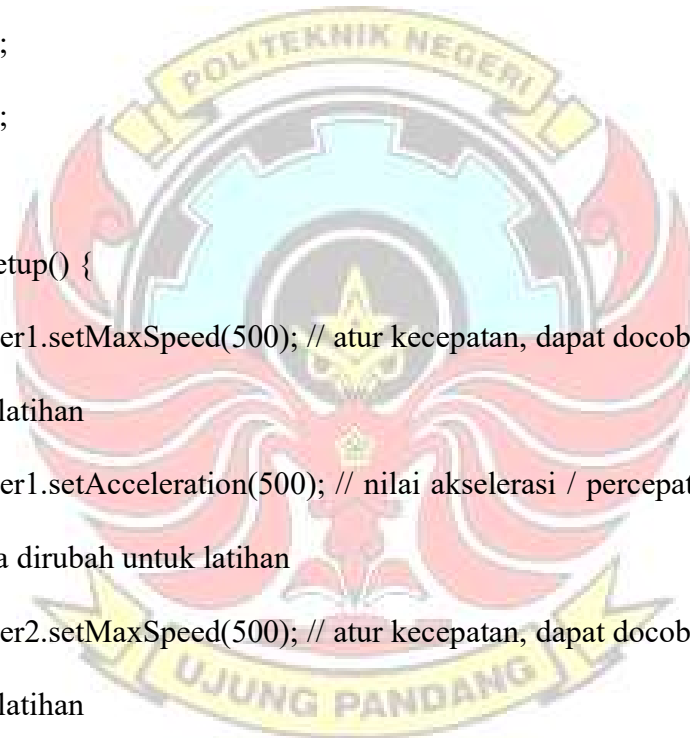 POLITEKNIK NEGERI
;
;
etup() {
er1.setMaxSpeed(500); // atur kecepatan, dapat docob
latihan
er1.setAcceleration(500); // nilai akselerasi / percepat
a dirubah untuk latihan
er2.setMaxSpeed(500); // atur kecepatan, dapat docob
UJUNG PANDANG
latihan